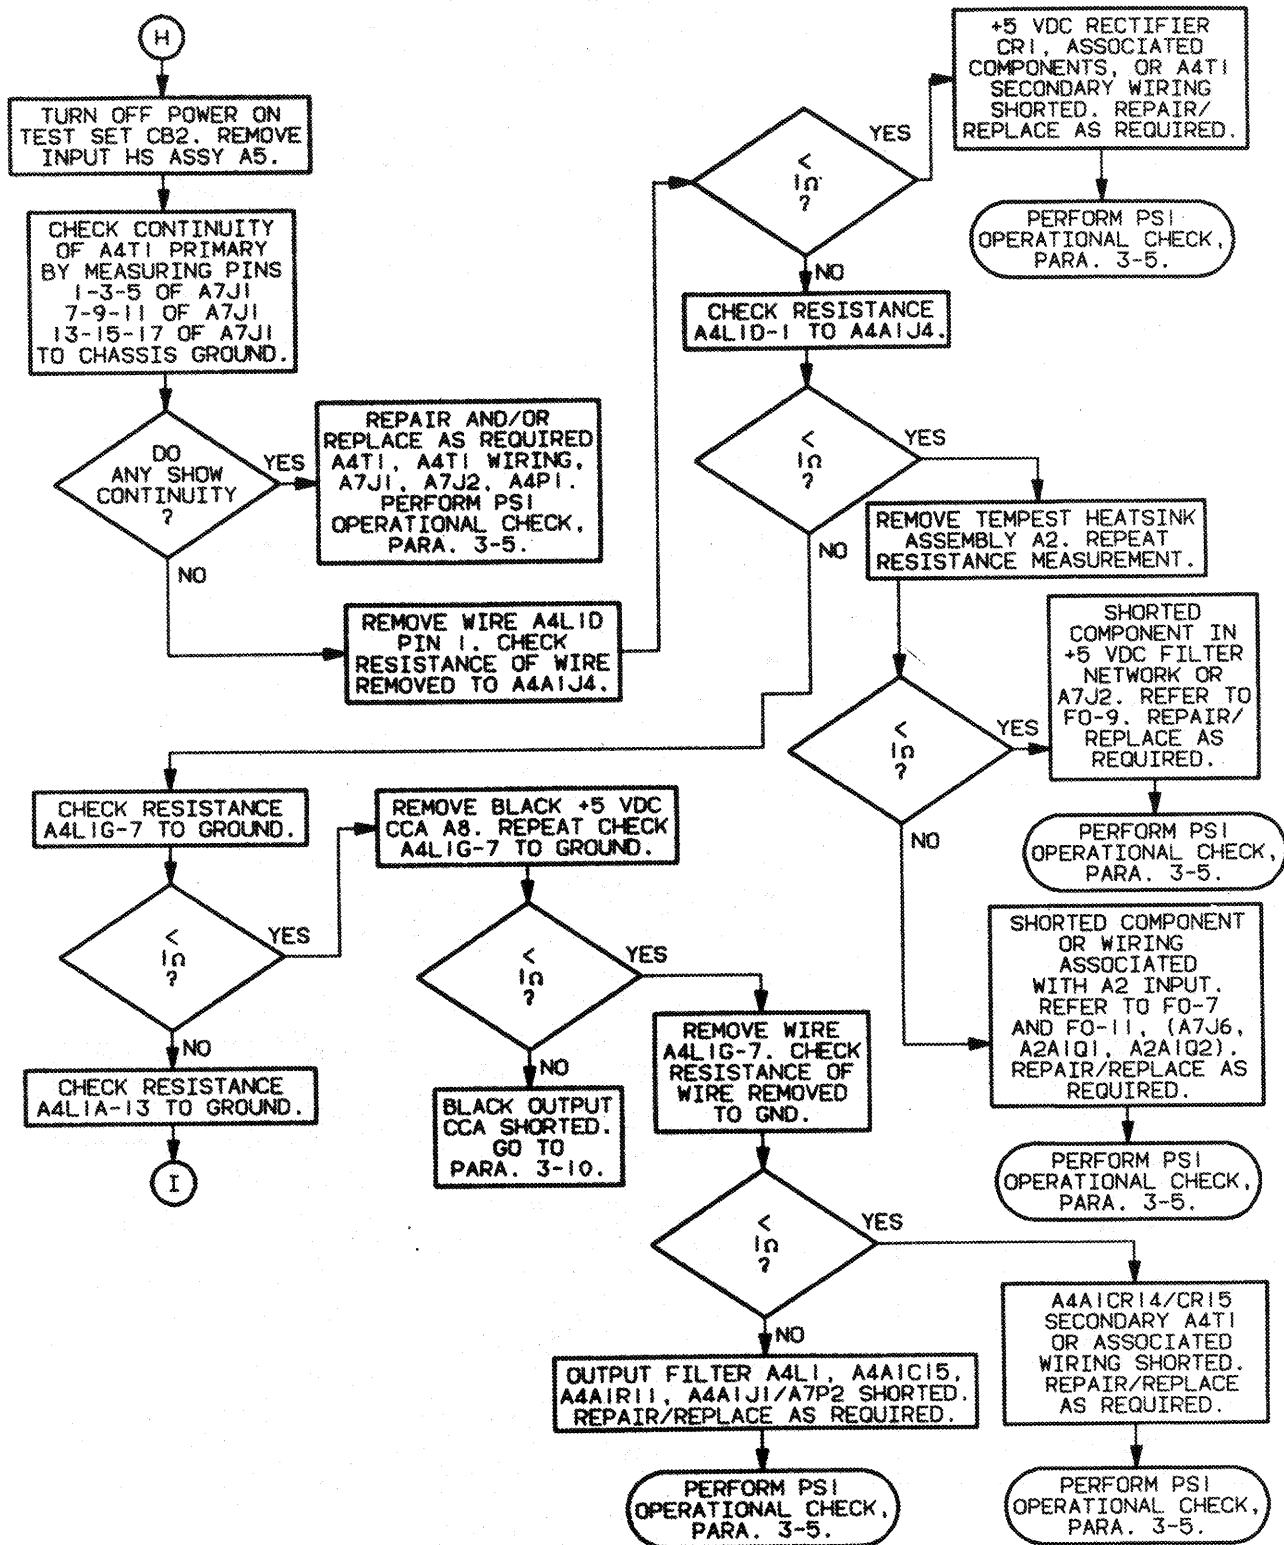 H
TURN OFF POWER ON
TEST SET CB2. REMOVE
INPUT HS ASSY A5.
CHECK CONTINUITY
OF A4T1 PRIMARY
BY MEASURING PINS
1-3-5 OF A7J1
7-9-11 OF A7J1
13-15-17 OF A7J1
TO CHASSIS GROUND.
DO
ANY SHOW
CONTINUITY
?
YES
REPAIR AND/OR
REPLACE AS REQUIRED
A4T1, A4T1 WIRING,
A7J1, A7J2, A4P1.
PERFORM PS1
OPERATIONAL CHECK,
PARA. 3-5.
NO
REMOVE WIRE A4L1D
PIN 1. CHECK
RESISTANCE OF WIRE
REMOVED TO A4A1J4.
<
1Ω
?
YES
+5 VDC RECTIFIER
CR1, ASSOCIATED
COMPONENTS, OR A4T1
SECONDARY WIRING
SHORTED. REPAIR/
REPLACE AS REQUIRED.
PERFORM PS1
OPERATIONAL CHECK,
PARA. 3-5.
NO
CHECK RESISTANCE
A4L1D-1 TO A4A1J4.
<
1Ω
?
YES
REMOVE TEMPEST HEATSINK
ASSEMBLY A2. REPEAT
RESISTANCE MEASUREMENT.
NO
<
1Ω
?
YES
SHORTED
COMPONENT IN
+5 VDC FILTER
NETWORK OR
A7J2. REFER TO
FO-9. REPAIR/
REPLACE AS
REQUIRED.
PERFORM PS1
OPERATIONAL CHECK,
PARA. 3-5.
NO
SHORTED COMPONENT
OR WIRING
ASSOCIATED
WITH A2 INPUT.
REFER TO FO-7
AND FO-11, (A7J6,
A2A1Q1, A2A1Q2).
REPAIR/REPLACE AS
REQUIRED.
PERFORM PS1
OPERATIONAL CHECK,
PARA. 3-5.
CHECK RESISTANCE
A4L1G-7 TO GROUND.
<
1Ω
?
YES
NO
CHECK RESISTANCE
A4L1A-13 TO GROUND.
I
REMOVE BLACK +5 VDC
CCA A8. REPEAT CHECK
A4L1G-7 TO GROUND.
<
1Ω
?
YES
NO
BLACK OUTPUT
CCA SHORTED.
GO TO
PARA. 3-10.
REMOVE WIRE
A4L1G-7. CHECK
RESISTANCE OF
WIRE REMOVED
TO GND.
<
1Ω
?
YES
NO
OUTPUT FILTER A4L1, A4A1C15,
A4A1R11, A4A1J1/A7P2 SHORTED.
REPAIR/REPLACE AS REQUIRED.
PERFORM PS1
OPERATIONAL CHECK,
PARA. 3-5.
A4A1CR14/CR15
SECONDARY A4T1
OR ASSOCIATED
WIRING SHORTED.
REPAIR/REPLACE
AS REQUIRED.
PERFORM PS1
OPERATIONAL CHECK,
PARA. 3-5.